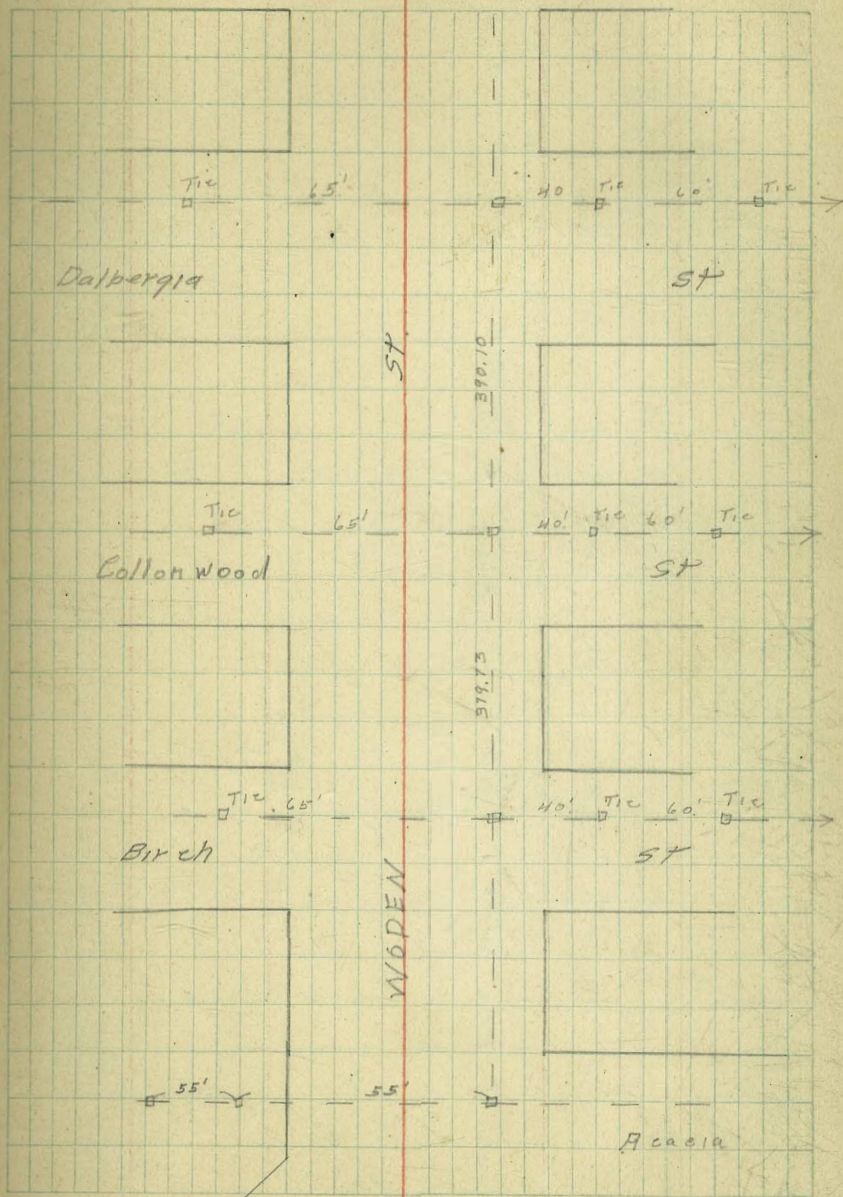 Tie 65' 40 Tie 60' Tie
Dalbergia St
St
390.10
Tie 65' 40' Tie 60' Tie
Collonwood St
379.73
Tie 65' 40' Tie 60' Tie
Birch St
WODEN
55' 55'
Acacia